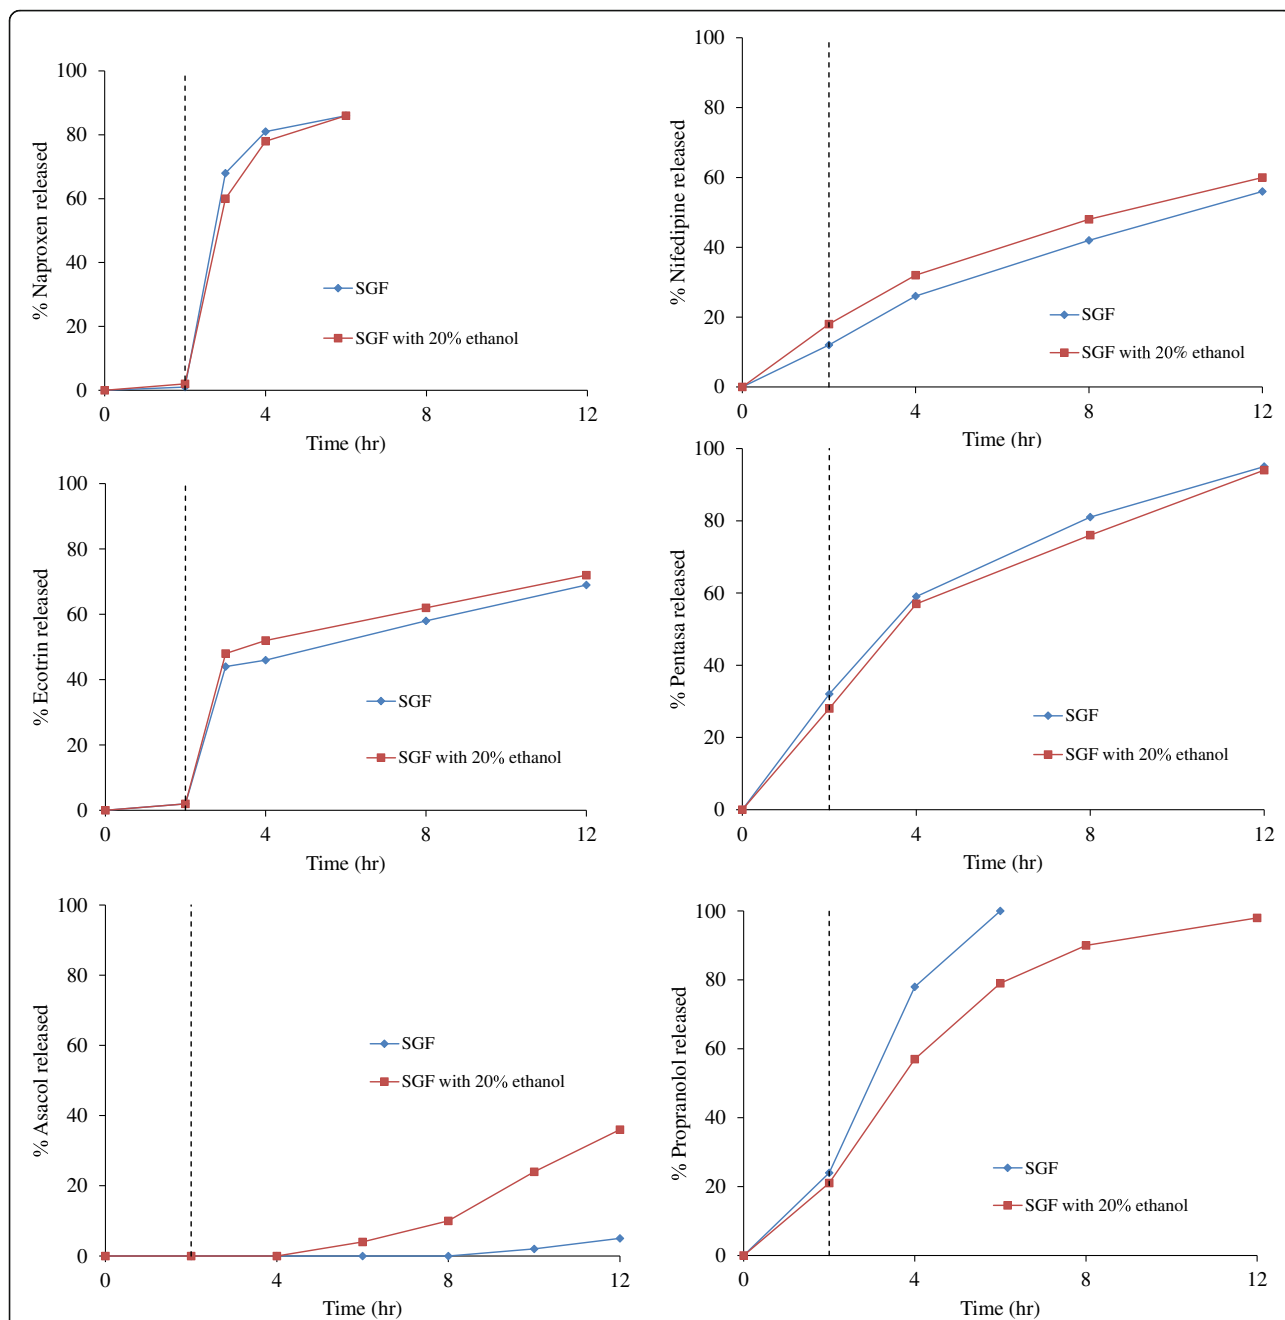 % Naproxen released
100
80
60
40
20
0
0 4 8 12
Time (hr)
SGF
SGF with 20% ethanol
% Nifedipine released
100
80
60
40
20
0
0 4 8 12
Time (hr)
SGF
SGF with 20% ethanol
% Ecotrin released
100
80
60
40
20
0
0 4 8 12
Time (hr)
SGF
SGF with 20% ethanol
% Pentasa released
100
80
60
40
20
0
0 4 8 12
Time (hr)
SGF
SGF with 20% ethanol
% Asacol released
100
80
60
40
20
0
0 4 8 12
Time (hr)
SGF
SGF with 20% ethanol
% Propranolol released
100
80
60
40
20
0
0 4 8 12
Time (hr)
SGF
SGF with 20% ethanol